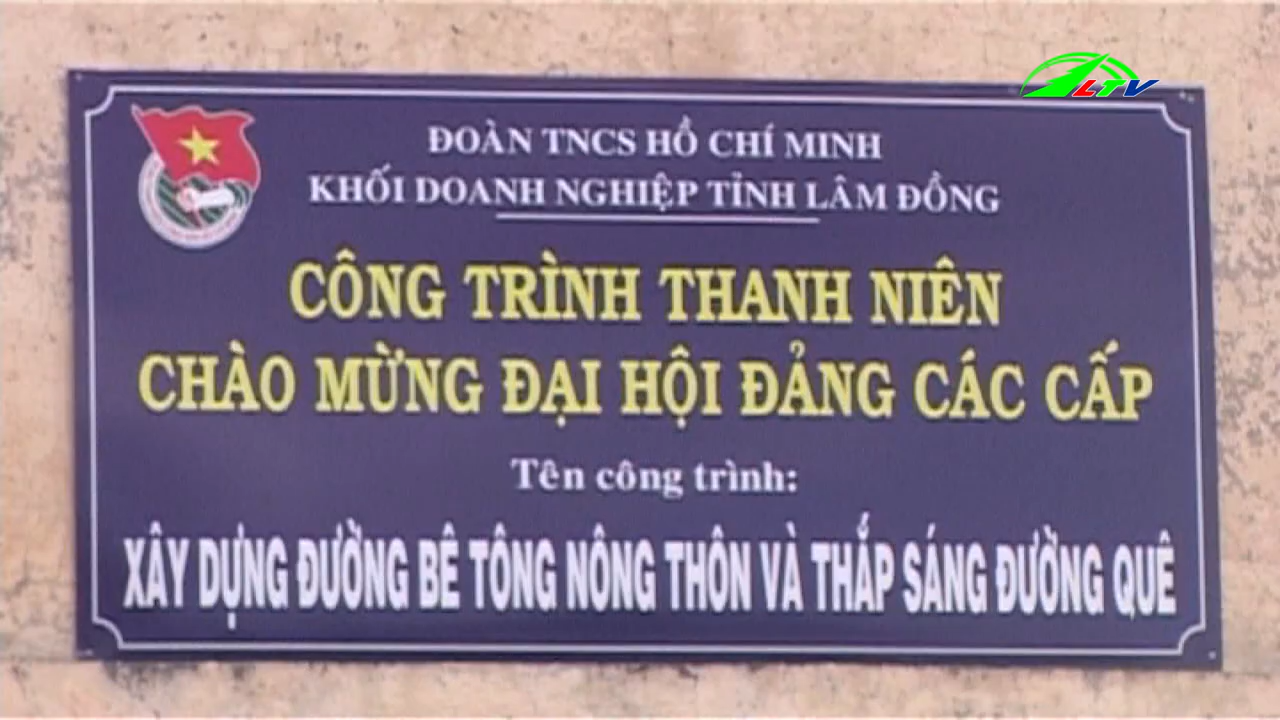 LTV
ĐOÀN TNCS HỒ CHÍ MINH
KHỐI DOANH NGHIỆP TỈNH LÂM ĐỒNG
CÔNG TRÌNH THANH NIÊN
CHÀO MỪNG ĐẠI HỘI ĐẢNG CÁC CẤP
Tên công trình:
XÂY DỰNG ĐƯỜNG BÊ TÔNG NÔNG THÔN VÀ THẮP SÁNG ĐƯỜNG QUÊ